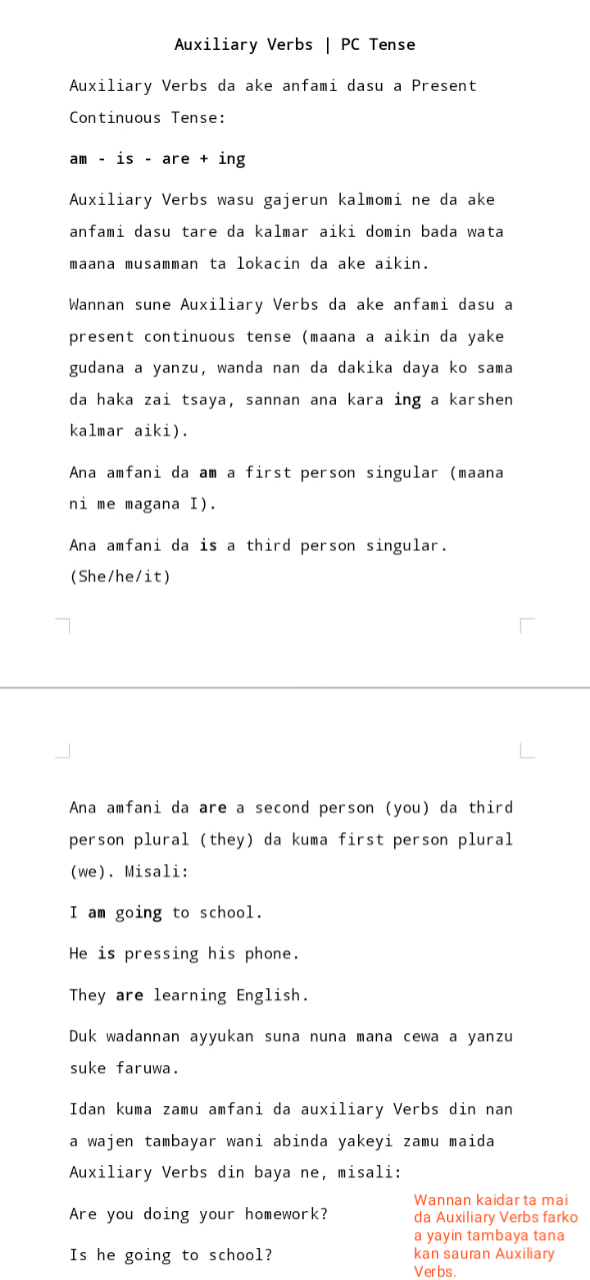 Auxiliary Verbs | PC Tense
Auxiliary Verbs da ake anfami dasu a Present
Continuous Tense:
am - is - are + ing
Auxiliary Verbs wasu gajerun kalmomi ne da ake
anfami dasu tare da kalmar aiki domin bada wata
maana musamman ta lokacin da ake aikin.
Wannan sune Auxiliary Verbs da ake anfami dasu a
present continuous tense (maana a aikin da yake
gudana a yanzu, wanda nan da dakika daya ko sama
da haka zai tsaya, sannan ana kara ing a karshen
kalmar aiki).
Ana amfani da am a first person singular (maana
ni me magana I).
Ana amfani da is a third person singular.
(She/he/it)
Ana amfani da are a second person (you) da third
person plural (they) da kuma first person plural
(we). Misali:
I am going to school.
He is pressing his phone.
They are learning English.
Duk wadannan ayyukan suna nuna mana cewa a yanzu
suke faruwa.
Idan kuma zamu amfani da auxiliary Verbs din nan
a wajen tambayar wani abinda yakeyi zamu maida
Auxiliary Verbs din baya ne, misali:
Are you doing your homework?
Is he going to school?
Wannan kaidar ta mai
da Auxiliary Verbs farko
a yayin tambaya tana
kan sauran Auxiliary
Verbs.